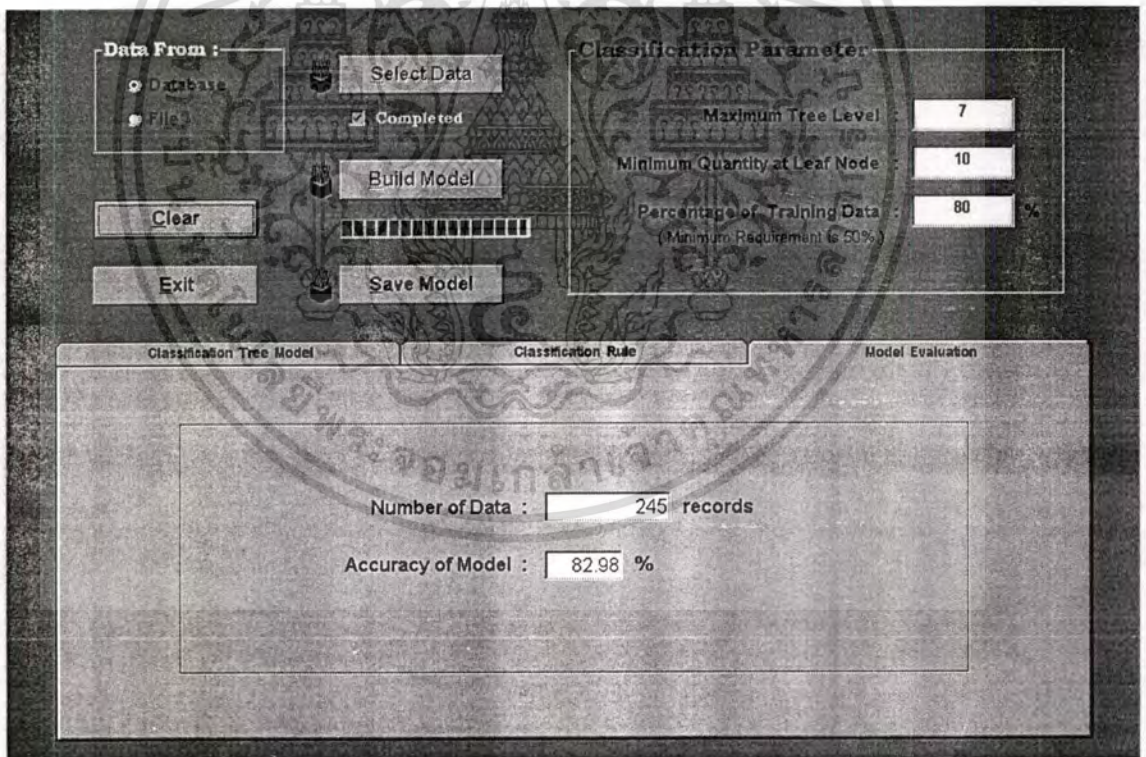 Data From :
Database
File
Select Data
Completed
Build Model
Clear
Exit
Save Model
Classification Parameter
Maximum Tree Level : 7
Minimum Quantity at Leaf Node : 10
Percentage of Training Data : 80 %
( Minimum Requirement is 50% )
Classification Tree Model
Classification Rule
Model Evaluation
Number of Data : 245 records
Accuracy of Model : 82.98 %